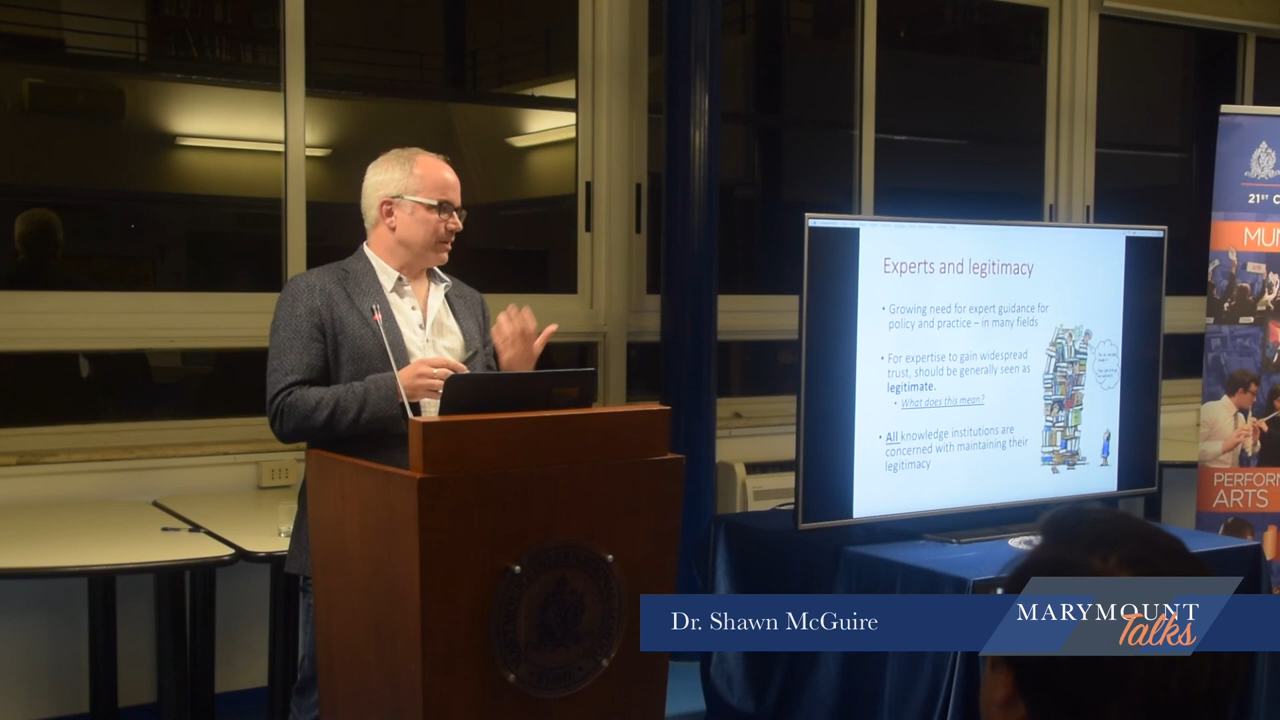 Experts and legitimacy
• Growing need for expert guidance for
policy and practice – in many fields
• For expertise to gain widespread
trust, should be generally seen as
legitimate.
• What does this mean?
• All knowledge institutions are
concerned with maintaining their
legitimacy
21ST C
MUN
PERFOR
ARTS
Dr. Shawn McGuire
MARYMOUNT
Talks